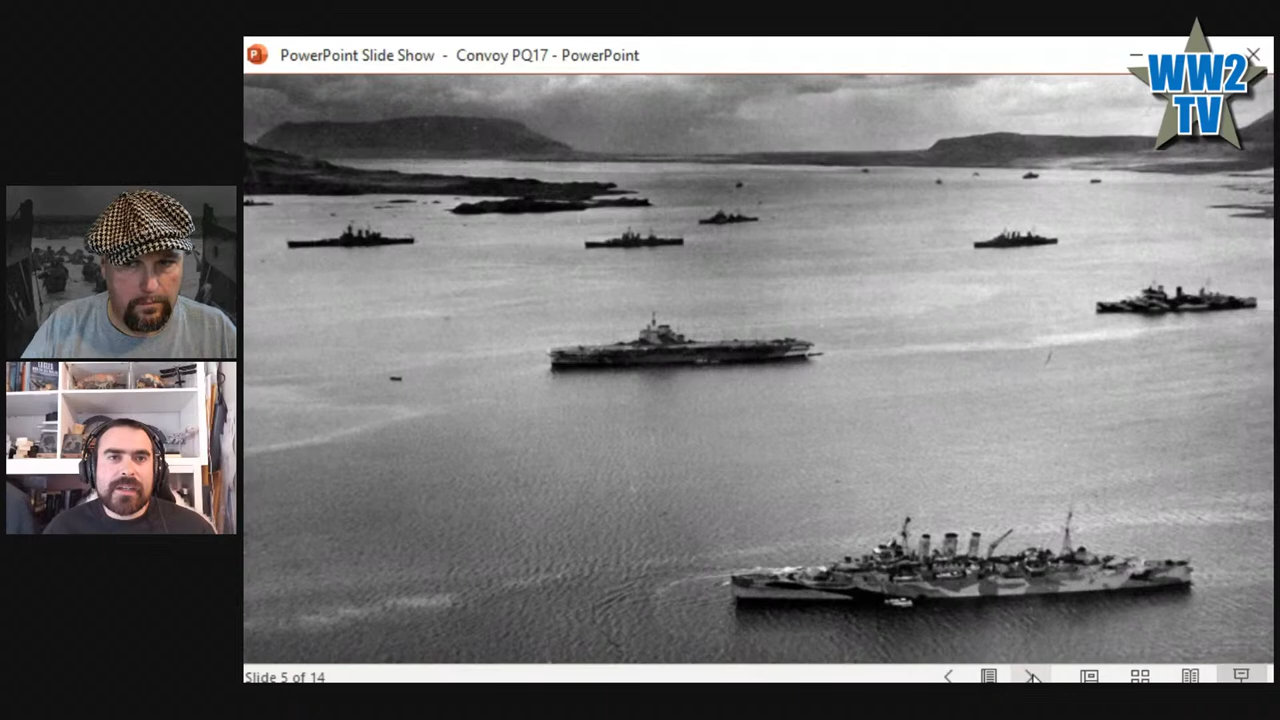 PowerPoint Slide Show - Convoy PQ17 - PowerPoint
WW2
TV
Slide 5 of 14